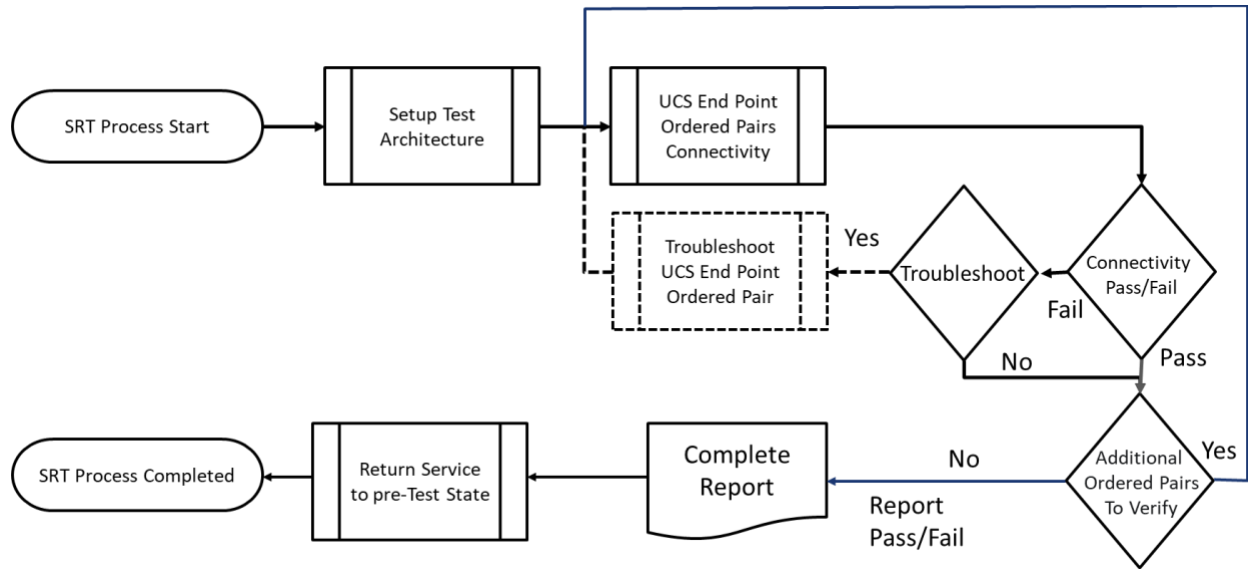 SRT Process Start
Setup Test
Architecture
UCS End Point
Ordered Pairs
Connectivity
Troubleshoot
UCS End Point
Ordered Pair
Yes
Troubleshoot
Connectivity
Pass/Fail
Fail
No
Pass
SRT Process Completed
Return Service
to pre-Test State
Complete
Report
No
Report
Pass/Fail
Additional
Ordered Pairs
To Verify
Yes